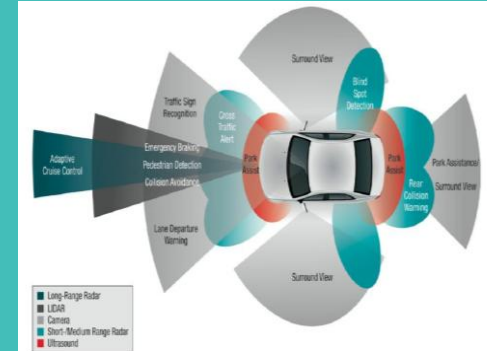 Surround View
Traffic Sign
Recognition
Cross
Traffic
Alert
Blind
Spot
Detection
Adaptive
Cruise Control
Emergency Braking
Pedestrian Detection
Collision Avoidance
Park
Assist
Park
Assist
Park Assistance
Surround View
Rear
Collision
Warning
Lane Departure
Warning
Surround View
Long-Range Radar
LIDAR
Camera
Short-/Medium Range Radar
Ultrasound